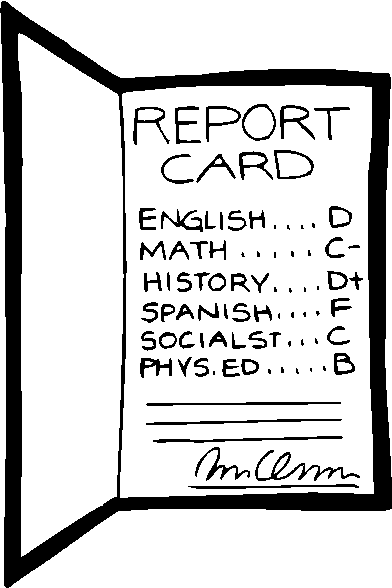 REPORT
CARD
ENGLISH.... D
MATH ..... C-
HISTORY.... D+
SPANISH.... F
SOCIALST... C
PHYS. ED..... B